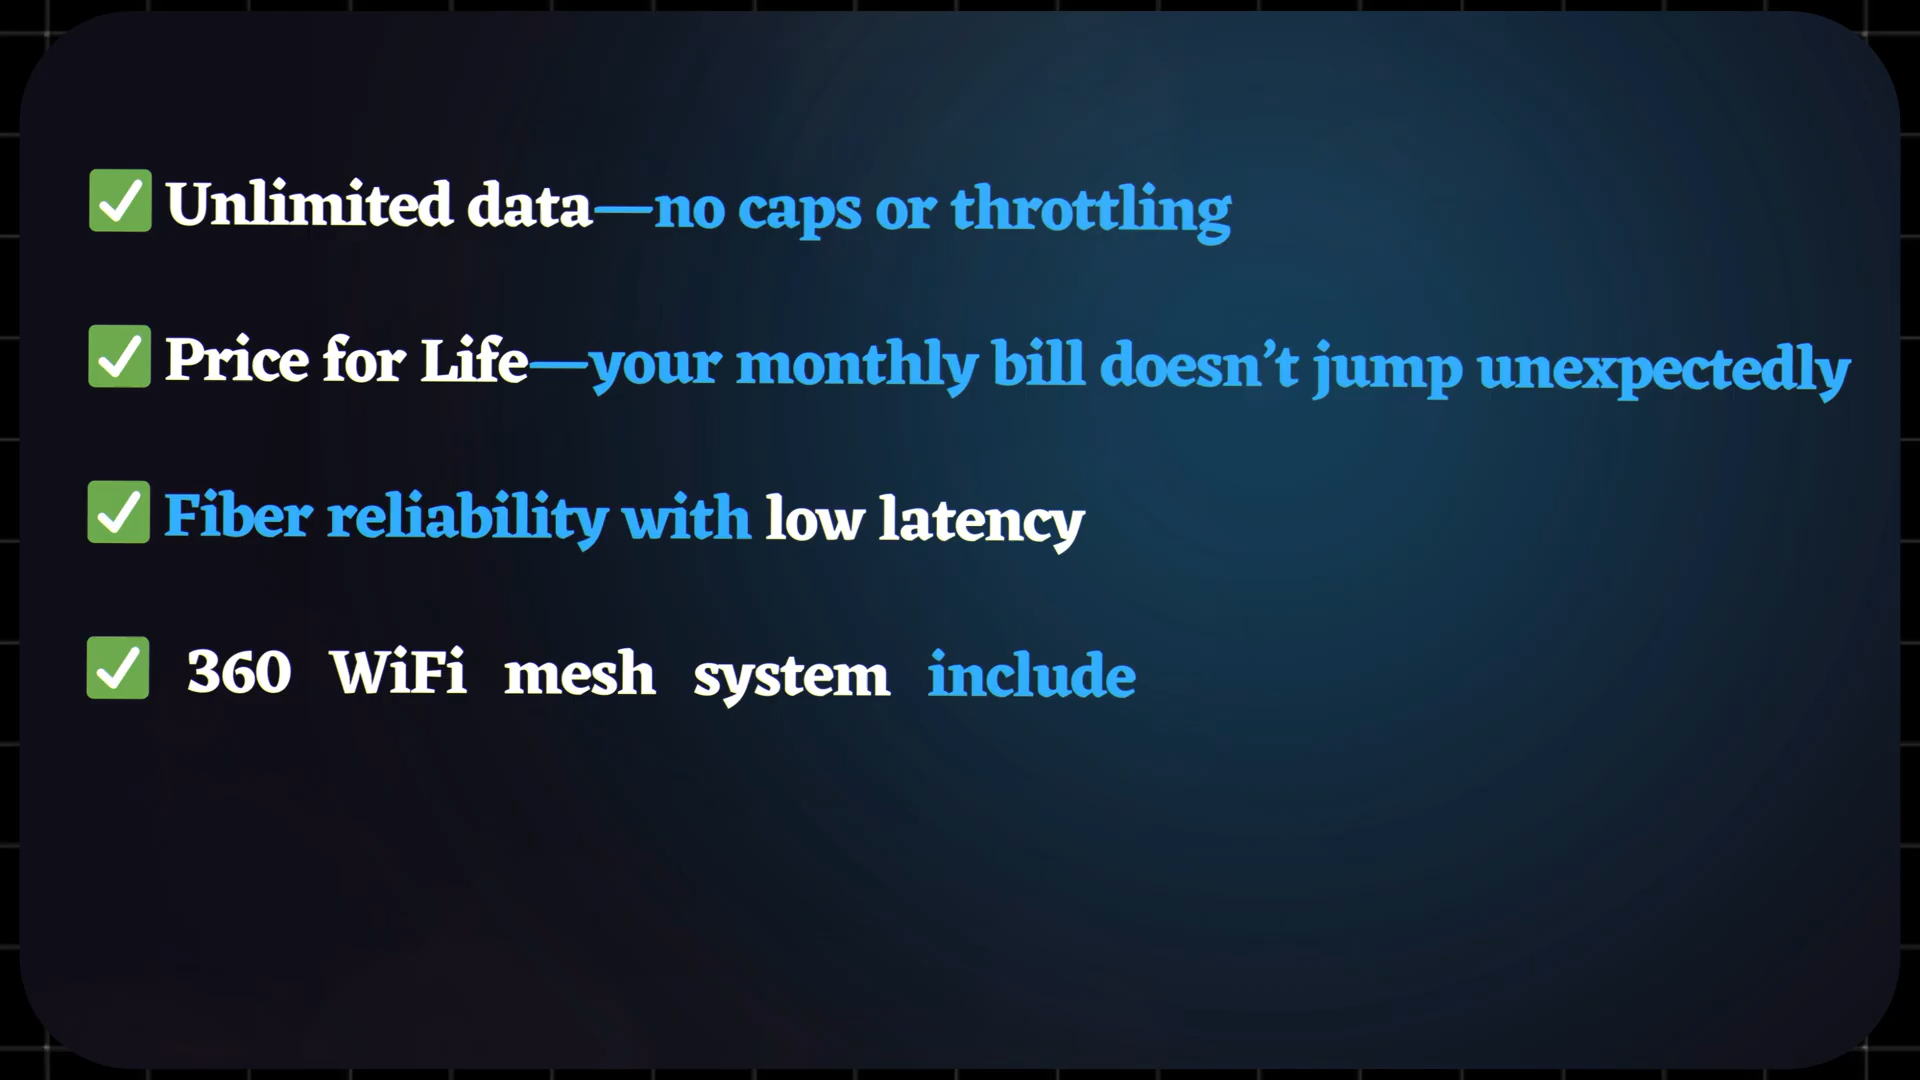 ✅ Unlimited data—no caps or throttling
✅ Price for Life—your monthly bill doesn’t jump unexpectedly
✅ Fiber reliability with low latency
✅ 360 WiFi mesh system include